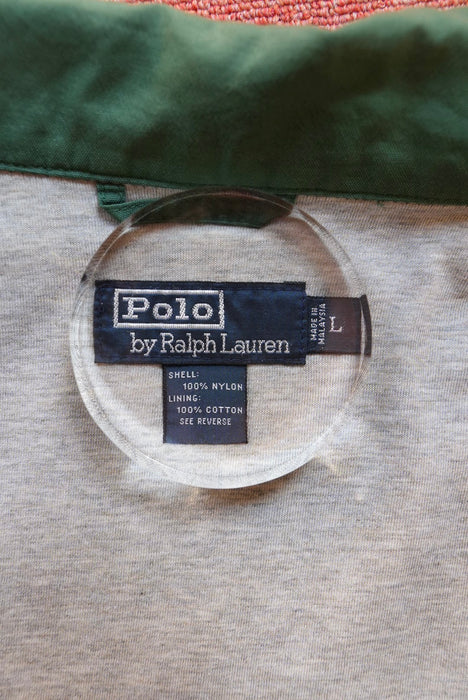 Polo
by Ralph Lauren
MADE IN
MALAYSIA
L
SHELL:
100% NYLON
LINING:
100% COTTON
SEE REVERSE